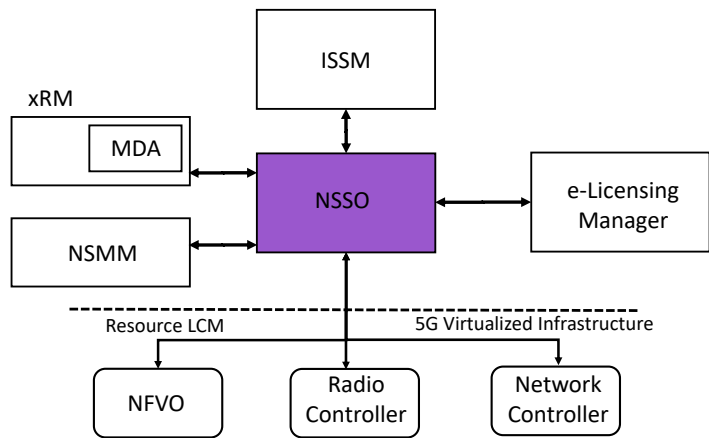 ISSM
xRM
MDA
NSSO
e-Licensing
Manager
NSMM
Resource LCM
5G Virtualized Infrastructure
NFVO
Radio
Controller
Network
Controller